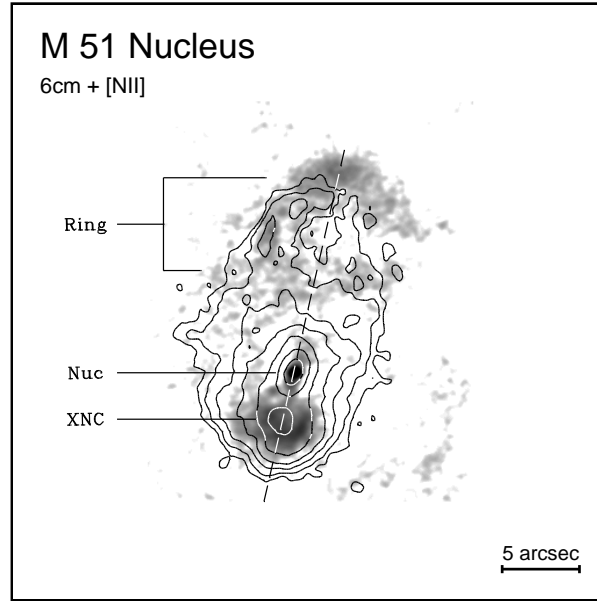 M 51 Nucleus
6cm + [NII]
Ring
Nuc
XNC
5 arcsec